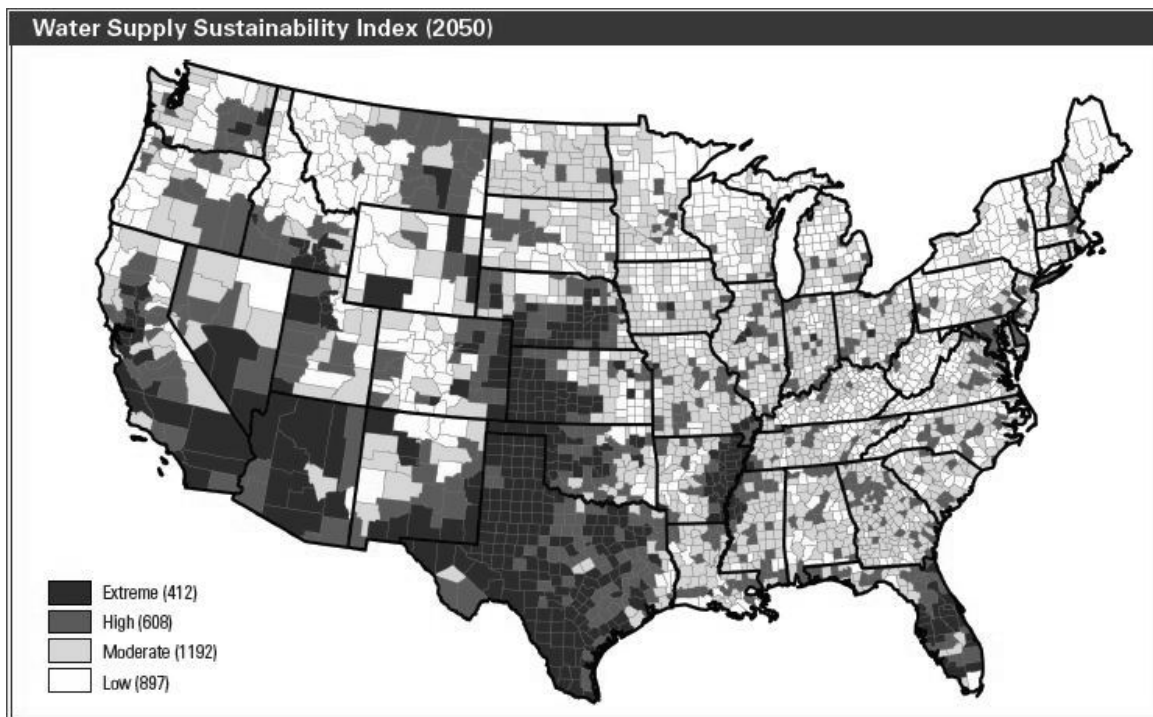 Water Supply Sustainability Index (2050)
Extreme (412)
High (608)
Moderate (1192)
Low (897)